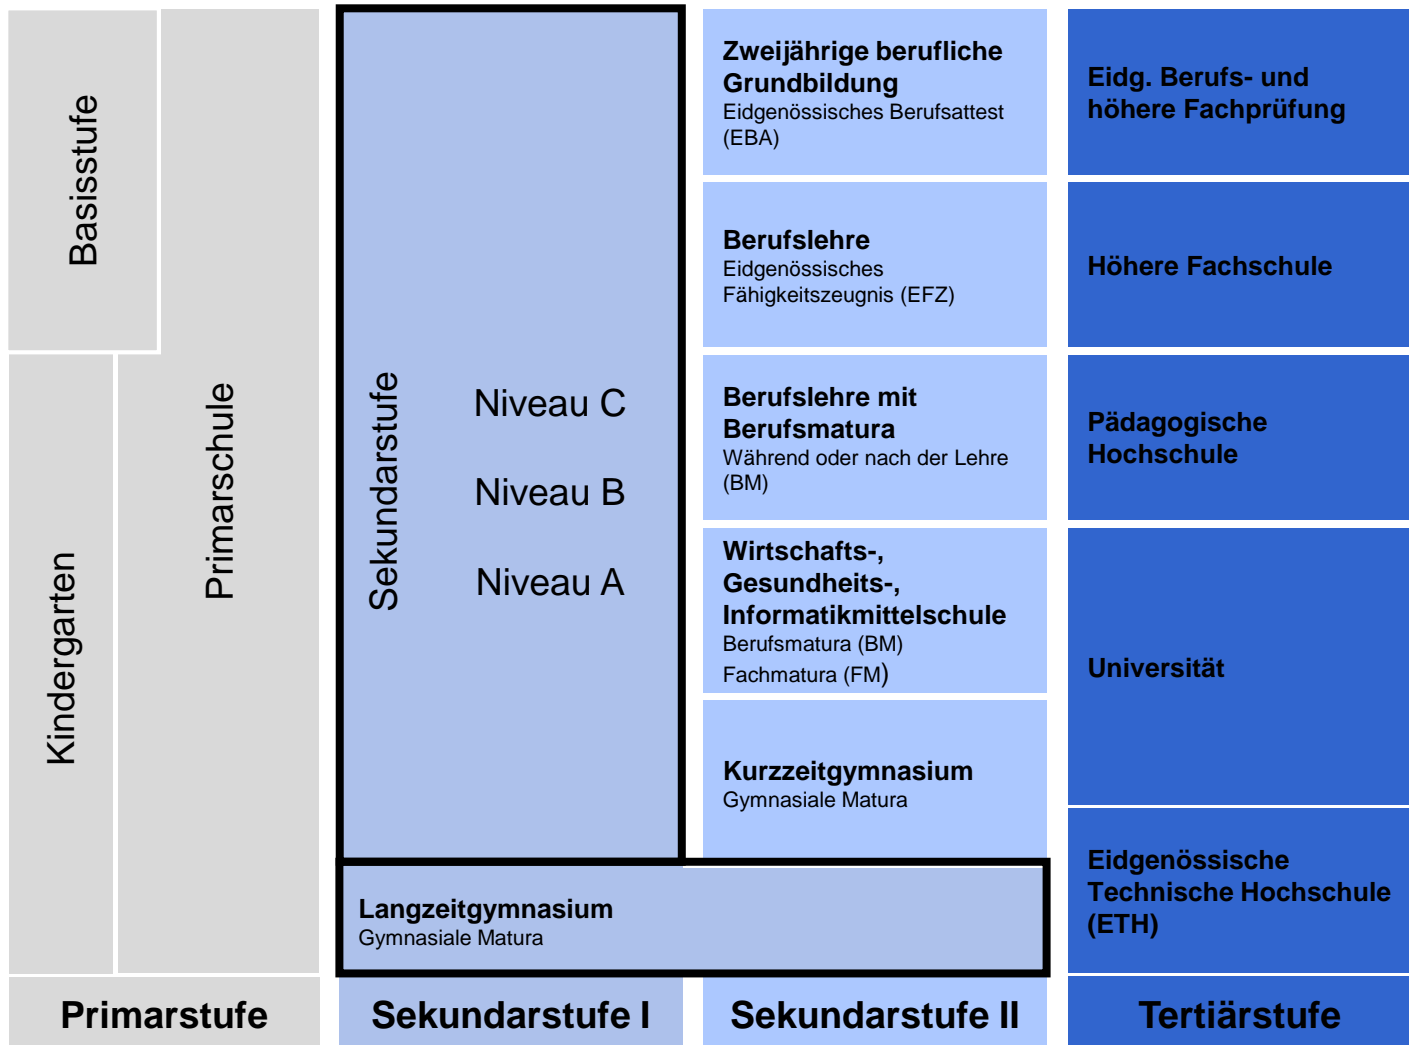 Basisstufe
Kindergarten
Primarschule
Primarstufe
Sekundarstufe
Niveau C
Niveau B
Niveau A
Langzeitgymnasium
Gymnasiale Matura
Sekundarstufe I
Zweijährige berufliche
Grundbildung
Eidgenössisches Berufsattest
(EBA)
Berufslehre
Eidgenössisches
Fähigkeitszeugnis (EFZ)
Berufslehre mit
Berufsmatura
Während oder nach der Lehre
(BM)
Wirtschafts-,
Gesundheits-,
Informatikmittelschule
Berufsmatura (BM)
Fachmatura (FM)
Kurzzeitgymnasium
Gymnasiale Matura
Sekundarstufe II
Eidg. Berufs- und
höhere Fachprüfung
Höhere Fachschule
Pädagogische
Hochschule
Universität
Eidgenössische
Technische Hochschule
(ETH)
Tertiärstufe